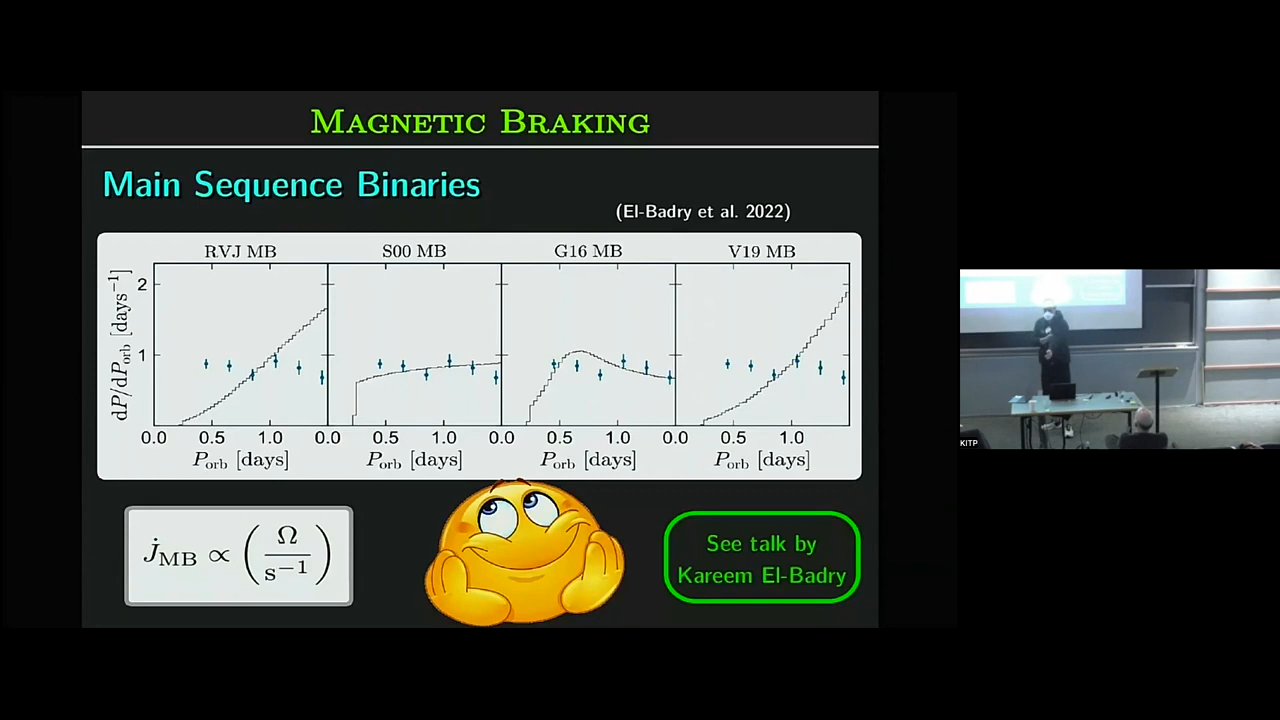 Magnetic Braking
Main Sequence Binaries
(El-Badry et al. 2022)
RVJ MB S00 MB G16 MB V19 MB
dP/dP_orb [days⁻¹]
2
1
0.0 0.5 1.0 0.0 0.5 1.0 0.0 0.5 1.0 0.0 0.5 1.0
P_orb [days] P_orb [days] P_orb [days] P_orb [days]
J̇_MB ∝ (Ω / s⁻¹)
See talk by
Kareem El-Badry
KITP